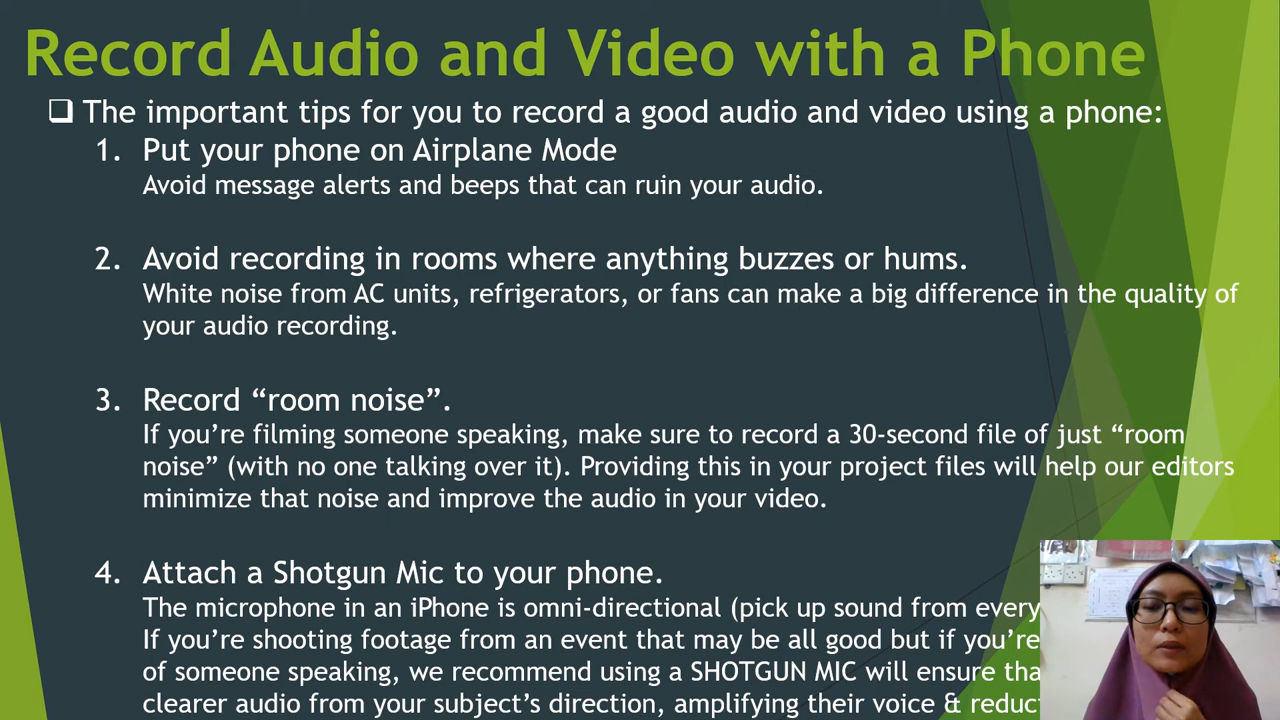 Record Audio and Video with a Phone
❑ The important tips for you to record a good audio and video using a phone:
1. Put your phone on Airplane Mode
Avoid message alerts and beeps that can ruin your audio.
2. Avoid recording in rooms where anything buzzes or hums.
White noise from AC units, refrigerators, or fans can make a big difference in the quality of
your audio recording.
3. Record “room noise”.
If you’re filming someone speaking, make sure to record a 30-second file of just “room
noise” (with no one talking over it). Providing this in your project files will help our editors
minimize that noise and improve the audio in your video.
4. Attach a Shotgun Mic to your phone.
The microphone in an iPhone is omni-directional (pick up sound from every
If you’re shooting footage from an event that may be all good but if you’re
of someone speaking, we recommend using a SHOTGUN MIC will ensure
clearer audio from your subject’s direction, amplifying their voice &